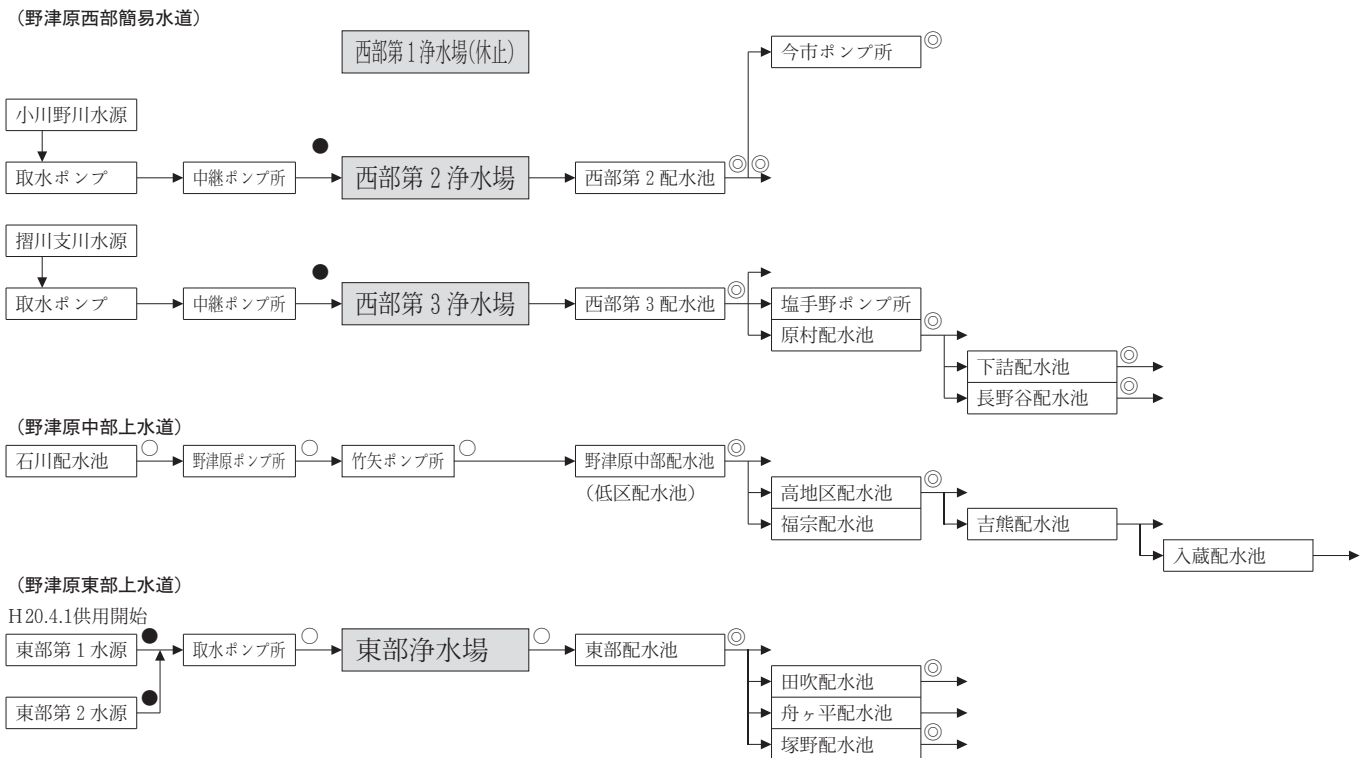 （野津原西部簡易水道）
西部第１浄水場(休止)
今市ポンプ所 ◎
小川野川水源
取水ポンプ
中継ポンプ所 ●
西部第２浄水場
西部第２配水池 ◎◎
摺川支川水源
取水ポンプ
中継ポンプ所 ●
西部第３浄水場
西部第３配水池 ◎
塩手野ポンプ所
原村配水池 ◎
下詰配水池 ◎
長野谷配水池 ◎
（野津原中部上水道）
石川配水池 ○
野津原ポンプ所 ○
竹矢ポンプ所 ○
野津原中部配水池 ◎
（低区配水池）
高地区配水池 ◎
福宗配水池
吉熊配水池
入蔵配水池
（野津原東部上水道）
H20.4.1供用開始
東部第１水源 ●
取水ポンプ所 ○
東部浄水場 ○
東部配水池 ◎
東部第２水源 ●
田吹配水池 ◎
舟ヶ平配水池
塚野配水池 ◎